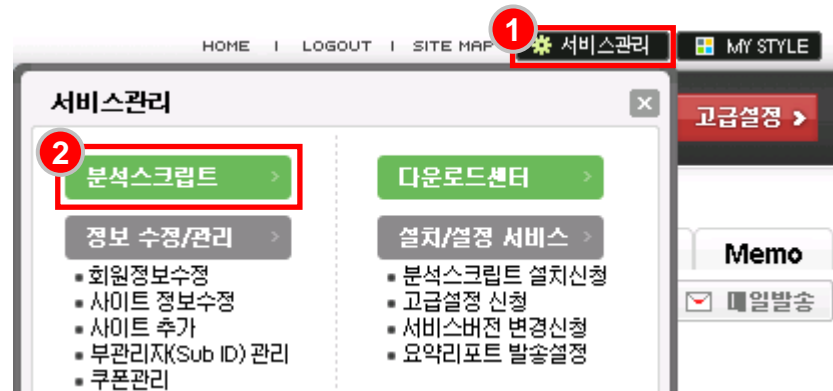 HOME | LOGOUT | SITE MAP 1 서비스관리 MY STYLE
서비스관리
고급설정
2
분석스크립트 다운로드센터
정보 수정/관리 설치/설정 서비스
Memo
회원정보수정 분석스크립트 설치신청
사이트 정보수정 고급설정 신청
메일발송
사이트 추가 서비스버전 변경신청
부관리자(Sub ID) 관리 요약리포트 발송설정
쿠폰관리